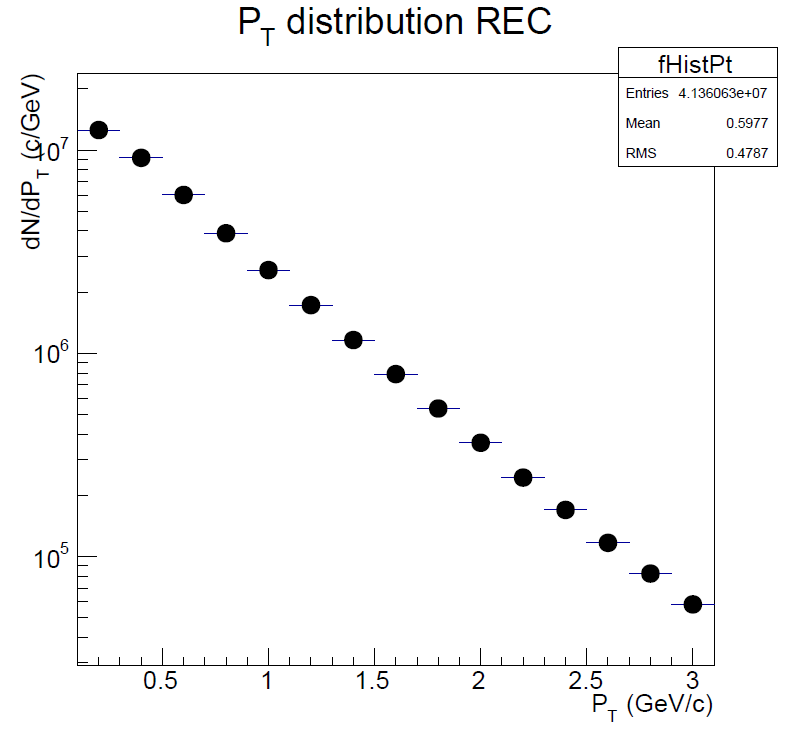 P_T distribution REC
fHistPt
Entries 4.136063e+07
Mean 0.5977
RMS 0.4787
dN/dP_T (c/GeV)
10^7
10^6
10^5
0.5 1 1.5 2 2.5 3
P_T (GeV/c)